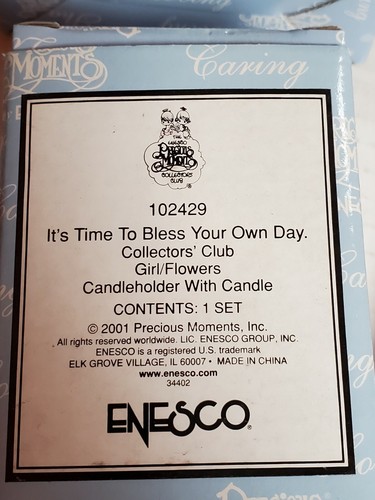 MOMENTS
Caring
THE
ENESCO
PRECIOUS
MOMENTS
COLLECTORS'
CLUB
®
102429
It's Time To Bless Your Own Day.
Collectors' Club
Girl/Flowers
Candleholder With Candle
CONTENTS: 1 SET
© 2001 Precious Moments, Inc.
All rights reserved worldwide. LIC. ENESCO GROUP, INC.
ENESCO is a registered U.S. trademark
ELK GROVE VILLAGE, IL 60007 • MADE IN CHINA
www.enesco.com
34402
ENESCO®